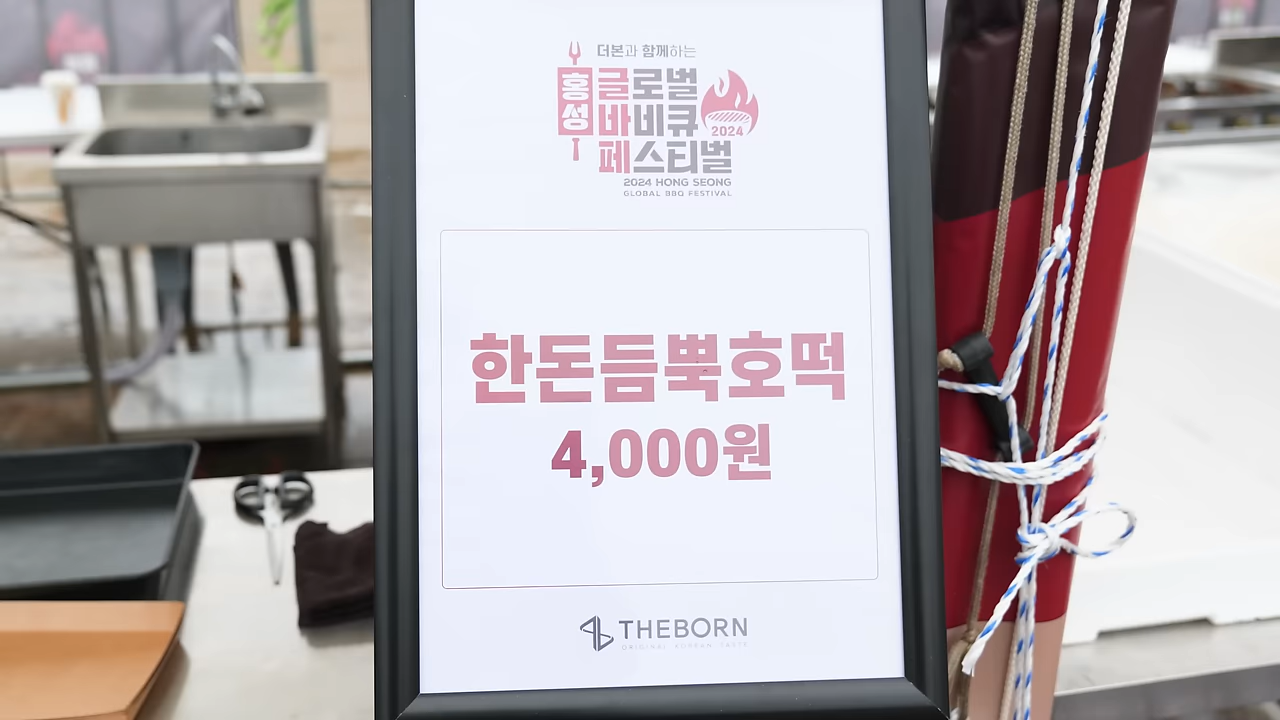 더본과 함께하는
홍성
글로벌
바비큐
2024
페스티벌
2024 HONG SEONG
GLOBAL BBQ FESTIVAL
한돈듬뿍호떡
4,000원
THEBORN
ORIGINAL KOREAN TASTE